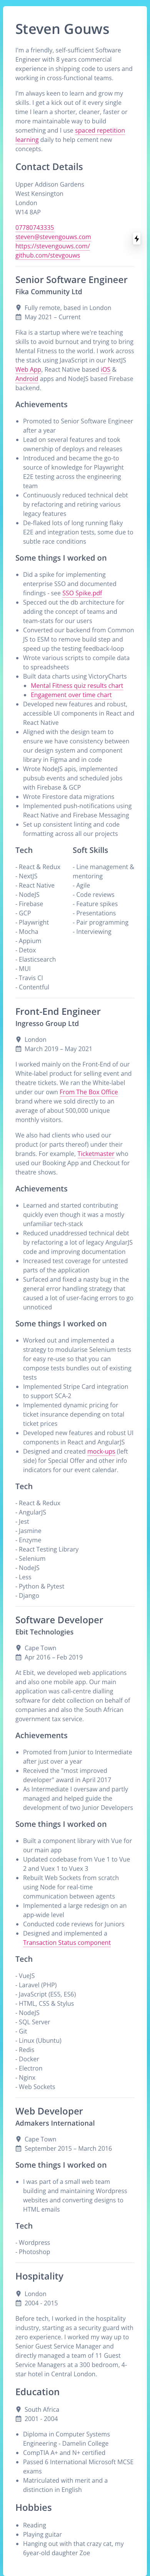 Steven Gouws
I'm a friendly, self-sufficient Software
Engineer with 8 years commercial
experience in shipping code to users and
working in cross-functional teams.
I'm always keen to learn and grow my
skills. I get a kick out of it every single
time I learn a shorter, cleaner, faster or
more maintainable way to build
something and I use spaced repetition
learning daily to help cement new
concepts.
Contact Details
Upper Addison Gardens
West Kensington
London
W14 8AP
07780743335
steven@stevengouws.com
https://stevengouws.com/
github.com/stevgouws
Senior Software Engineer
Fika Community Ltd
Fully remote, based in London
May 2021 – Current
Fika is a startup where we're teaching
skills to avoid burnout and trying to bring
Mental Fitness to the world. I work across
the stack using JavaScript in our NextJS
Web App, React Native based iOS &
Android apps and NodeJS based Firebase
backend.
Achievements
Promoted to Senior Software Engineer
after a year
Lead on several features and took
ownership of deploys and releases
Introduced and became the go-to
source of knowledge for Playwright
E2E testing across the engineering
team
Continuously reduced technical debt
by refactoring and retiring various
legacy features
De-flaked lots of long running flaky
E2E and integration tests, some due to
subtle race conditions
Some things I worked on
Did a spike for implementing
enterprise SSO and documented
findings - see SSO Spike.pdf
Specced out the db architecture for
adding the concept of teams and
team-stats for our users
Converted our backend from Common
JS to ESM to remove build step and
speed up the testing feedback-loop
Wrote various scripts to compile data
to spreadsheets
Built data charts using VictoryCharts
Mental Fitness quiz results chart
Engagement over time chart
Developed new features and robust,
accessible UI components in React and
React Native
Aligned with the design team to
ensure we have consistency between
our design system and component
library in Figma and in code
Wrote NodeJS apis, implemented
pubsub-events and scheduled jobs
with Firebase & GCP
Wrote Firestore data migrations
Implemented push-notifications using
React Native and Firebase Messaging
Set up consistent linting and code
formatting across all our projects
Tech
- React & Redux
- NextJS
- React Native
- NodeJS
- Firebase
- GCP
- Playwright
- Mocha
- Appium
- Detox
- Elasticsearch
- MUI
- Travis CI
- Contentful
Soft Skills
- Line management &
mentoring
- Agile
- Code reviews
- Feature spikes
- Presentations
- Pair programming
- Interviewing
Front-End Engineer
Ingresso Group Ltd
London
March 2019 – May 2021
I worked mainly on the Front-End of our
White-label product for selling event and
theatre tickets. We ran the White-label
under our own From The Box Office
brand where we sold directly to an
average of about 500,000 unique
monthly visitors.
We also had clients who used our
product (or parts thereof) under their
brands. For example, Ticketmaster who
used our Booking App and Checkout for
theatre shows.
Achievements
Learned and started contributing
quickly even though it was a mostly
unfamiliar tech-stack
Reduced unaddressed technical debt
by refactoring a lot of legacy AngularJS
code and improving documentation
Increased test coverage for untested
parts of the application
Surfaced and fixed a nasty bug in the
general error handling strategy that
caused a lot of user-facing errors to go
unnoticed
Some things I worked on
Worked out and implemented a
strategy to modularise Selenium tests
for easy re-use so that you can
compose tests bundles out of existing
tests
Implemented Stripe Card integration
to support SCA-2
Implemented dynamic pricing for
ticket insurance depending on total
ticket prices
Developed new features and robust UI
components in React and AngularJS
Designed and created mock-ups (left
side) for Special Offer and other info
indicators for our event calendar.
Tech
- React & Redux
- AngularJS
- Jest
- Jasmine
- Enzyme
- React Testing Library
- Selenium
- NodeJS
- Less
- Python & Pytest
- Django
Software Developer
Ebit Technologies
Cape Town
Apr 2016 – Feb 2019
At Ebit, we developed web applications
and also one mobile app. Our main
application was call-centre dialling
software for debt collection on behalf of
companies and also the South African
government tax service.
Achievements
Promoted from Junior to Intermediate
after just over a year
Received the "most improved
developer" award in April 2017
As Intermediate I oversaw and partly
managed and helped guide the
development of two Junior Developers
Some things I worked on
Built a component library with Vue for
our main app
Updated codebase from Vue 1 to Vue
2 and Vuex 1 to Vuex 3
Rebuilt Web Sockets from scratch
using Node for real-time
communication between agents
Implemented a large redesign on an
app-wide level
Conducted code reviews for Juniors
Designed and implemented a
Transaction Status component
Tech
- VueJS
- Laravel (PHP)
- JavaScript (ES5, ES6)
- HTML, CSS & Stylus
- NodeJS
- SQL Server
- Git
- Linux (Ubuntu)
- Redis
- Docker
- Electron
- Nginx
- Web Sockets
Web Developer
Admakers International
Cape Town
September 2015 – March 2016
Some things I worked on
I was part of a small web team
building and maintaining Wordpress
websites and converting designs to
HTML emails
Tech
- Wordpress
- Photoshop
Hospitality
London
2004 - 2015
Before tech, I worked in the hospitality
industry, starting as a security guard with
zero experience. I worked my way up to
Senior Guest Service Manager and
directly managed a team of 11 Guest
Service Managers at a 300 bedroom, 4-
star hotel in Central London.
Education
South Africa
2001 - 2004
Diploma in Computer Systems
Engineering - Damelin College
CompTIA A+ and N+ certified
Passed 6 International Microsoft MCSE
exams
Matriculated with merit and a
distinction in English
Hobbies
Reading
Playing guitar
Hanging out with that crazy cat, my
6year-old daughter Zoe